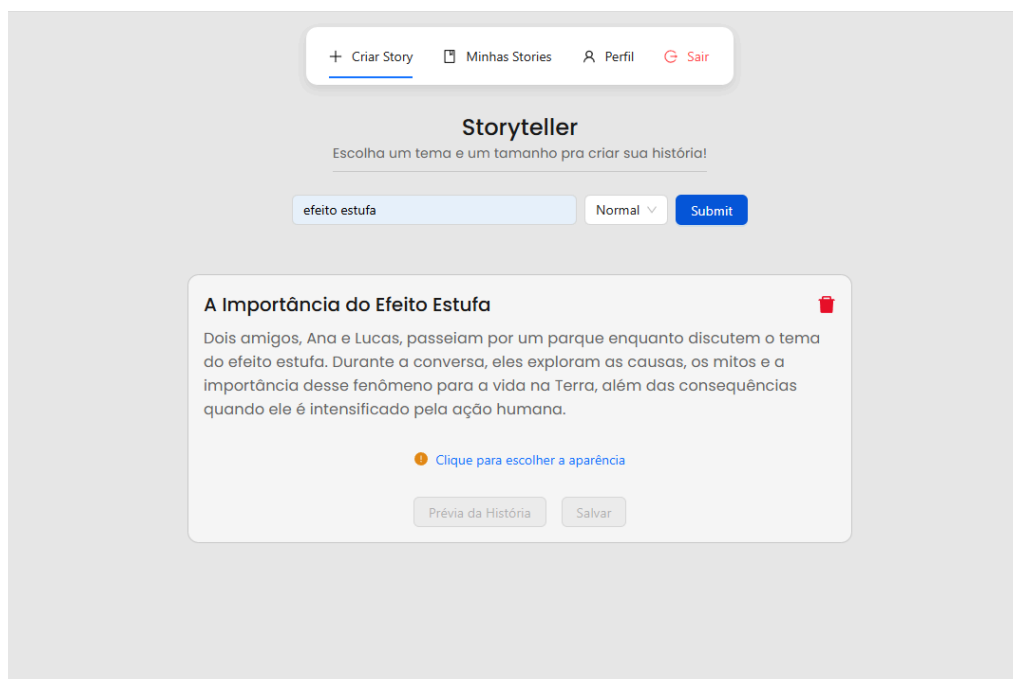 Criar Story Minhas Stories Perfil Sair
Storyteller
Escolha um tema e um tamanho pra criar sua história!
efeito estufa Normal Submit
A Importância do Efeito Estufa
Dois amigos, Ana e Lucas, passeiam por um parque enquanto discutem o tema
do efeito estufa. Durante a conversa, eles exploram as causas, os mitos e a
importância desse fenômeno para a vida na Terra, além das consequências
quando ele é intensificado pela ação humana.
Clique para escolher a aparência
Prévia da História Salvar